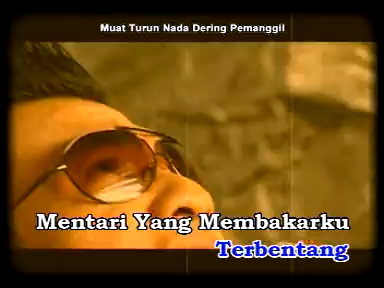 Muat Turun Nada Dering Pemanggil
Mentari Yang Membakarku
Terbentang